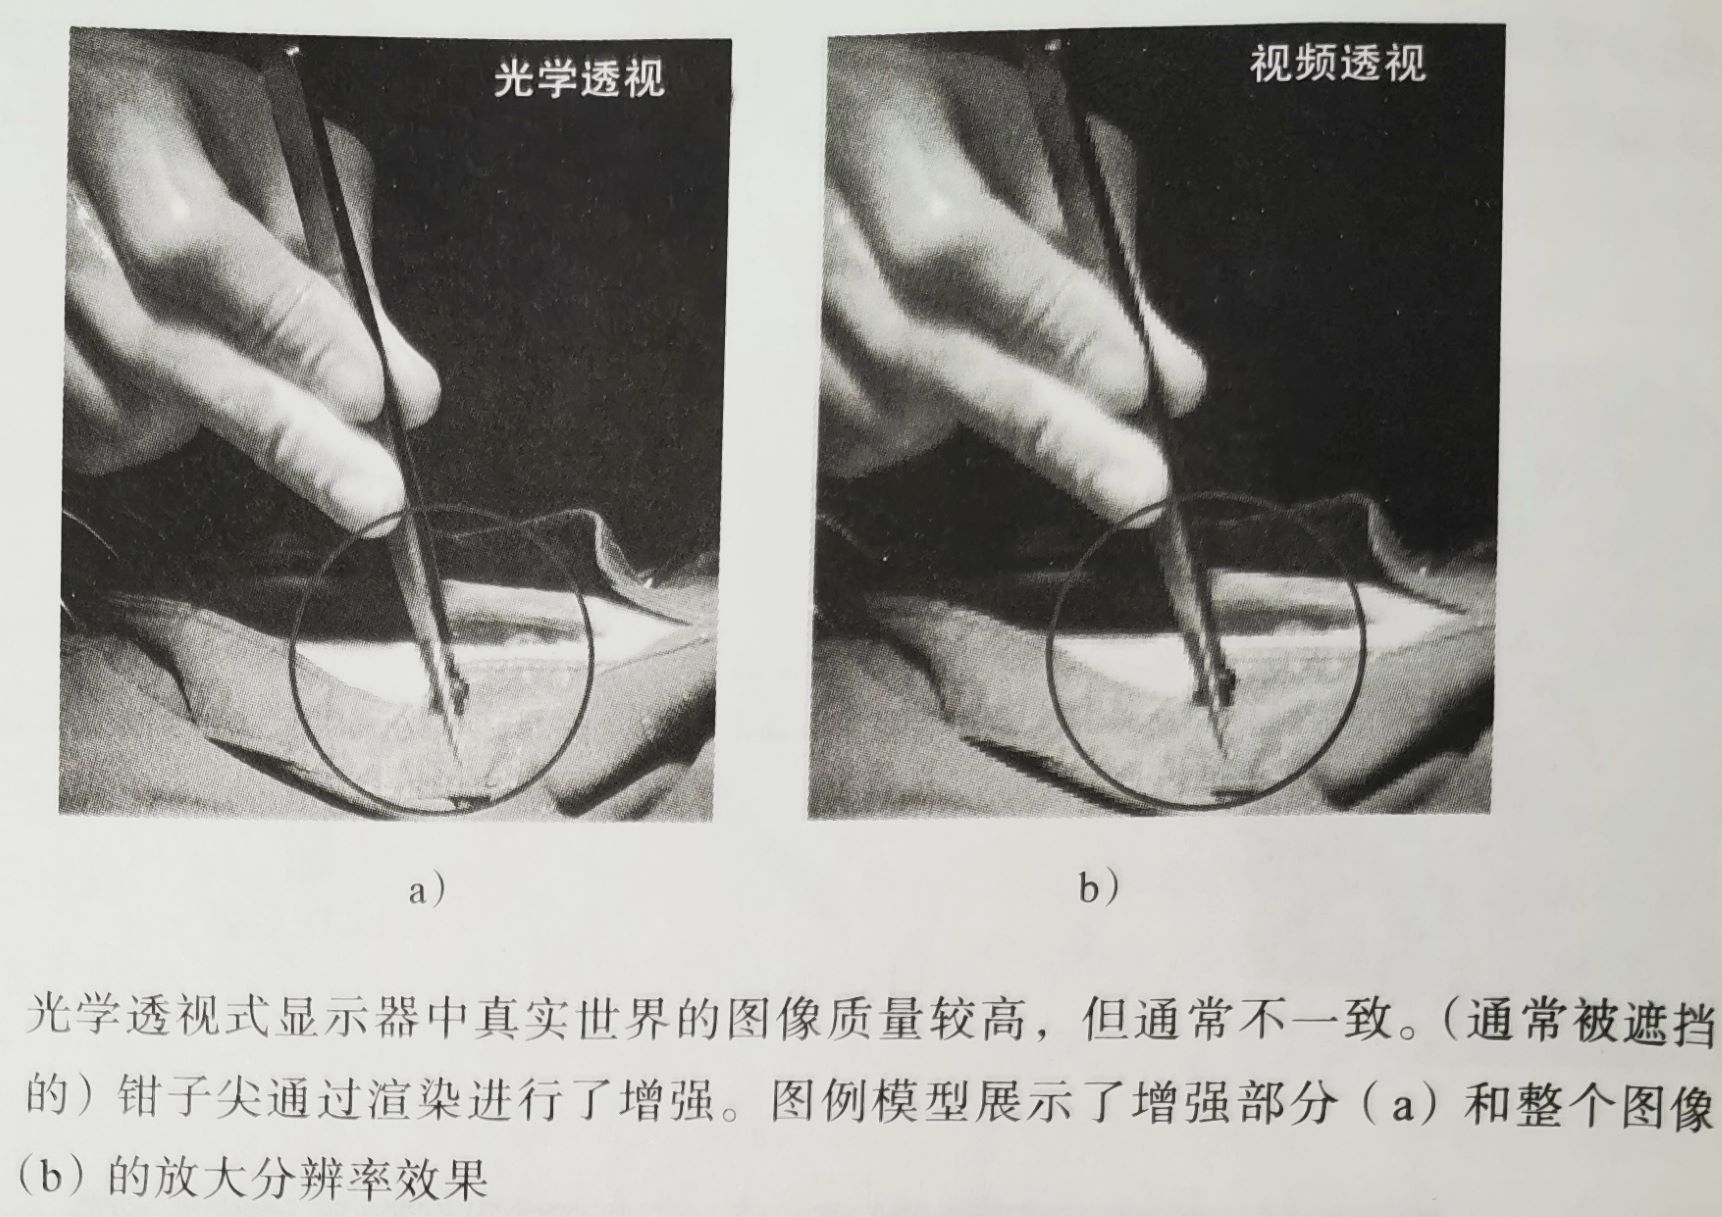 光学透视
视频透视
a）
b）
光学透视式显示器中真实世界的图像质量较高，但通常不一致。（通常被遮挡
的）钳子尖通过渲染进行了增强。图例模型展示了增强部分（a）和整个图像
（b）的放大分辨率效果